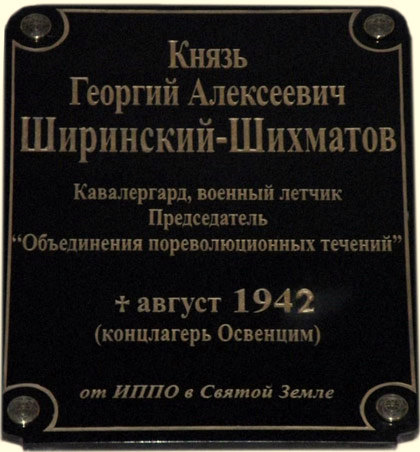 Князь
Георгий Алексеевич
Ширинский-Шихматов
Кавалергард, военный летчик
Председатель
“Объединения пореволюционных течений”
✝ август 1942
(концлагерь Освенцим)
от ИППО в Святой Земле